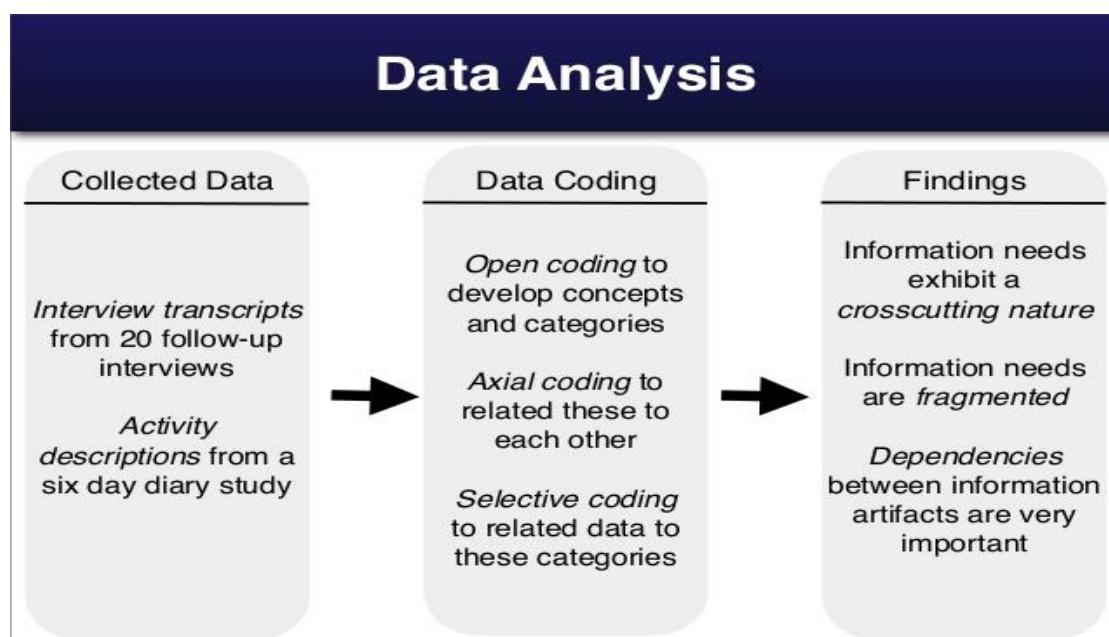 Data Analysis
Collected Data
Interview transcripts
from 20 follow-up
interviews
Activity
descriptions from a
six day diary study
Data Coding
Open coding to
develop concepts
and categories
Axial coding to
related these to
each other
Selective coding
to related data to
these categories
Findings
Information needs
exhibit a
crosscutting nature
Information needs
are fragmented
Dependencies
between information
artifacts are very
important